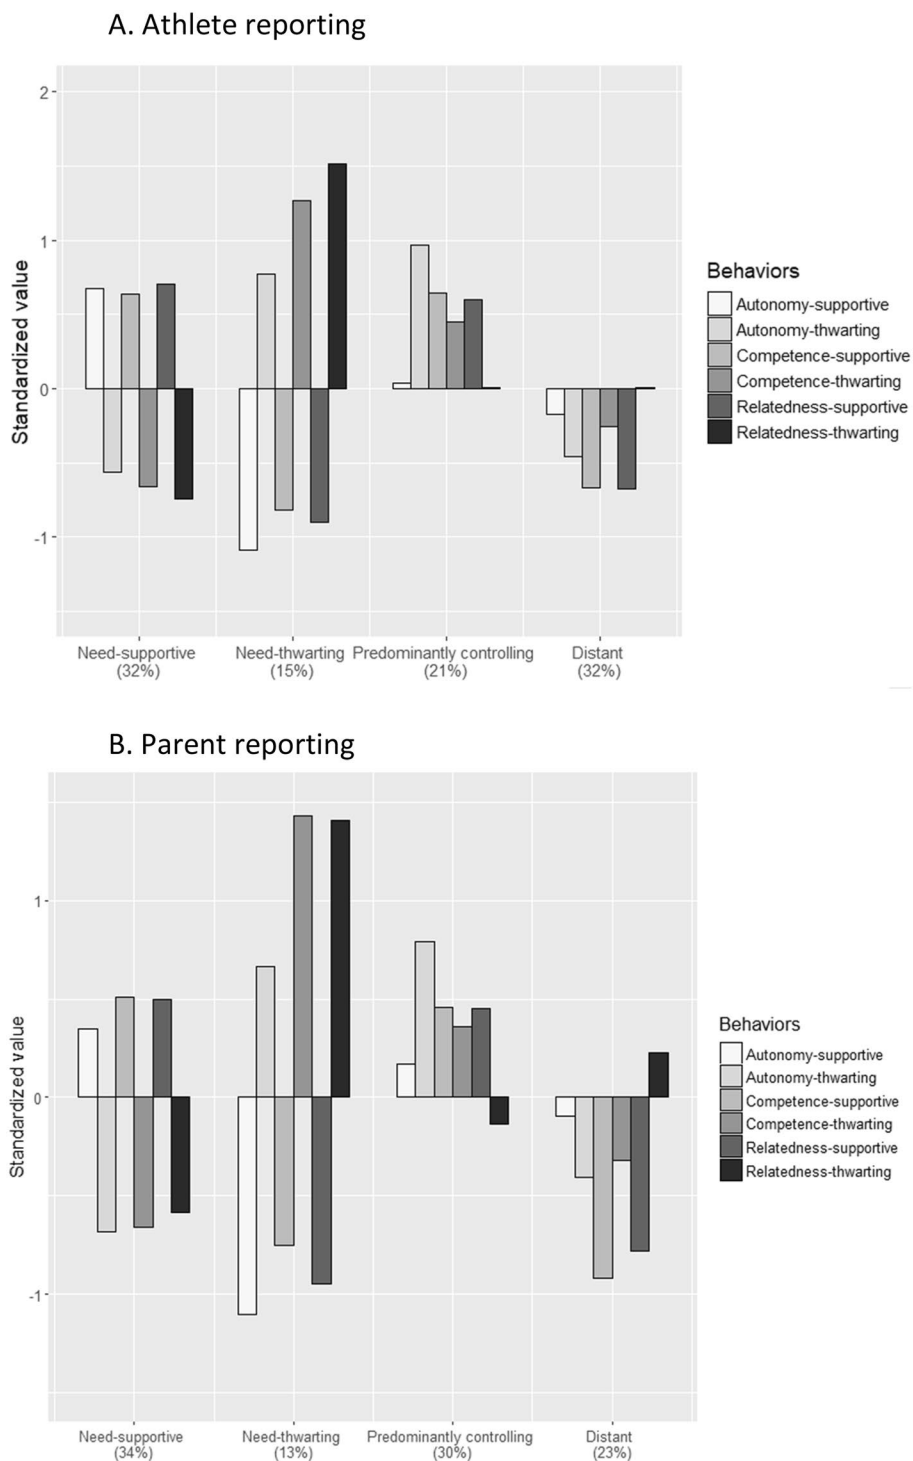 A. Athlete reporting
2
1
0
-1
Standardized value
Need-supportive
(32%)
Need-thwarting
(15%)
Predominantly controlling
(21%)
Distant
(32%)
Behaviors
Autonomy-supportive
Autonomy-thwarting
Competence-supportive
Competence-thwarting
Relatedness-supportive
Relatedness-thwarting
B. Parent reporting
1
0
-1
Standardized value
Need-supportive
(34%)
Need-thwarting
(13%)
Predominantly controlling
(30%)
Distant
(23%)
Behaviors
Autonomy-supportive
Autonomy-thwarting
Competence-supportive
Competence-thwarting
Relatedness-supportive
Relatedness-thwarting